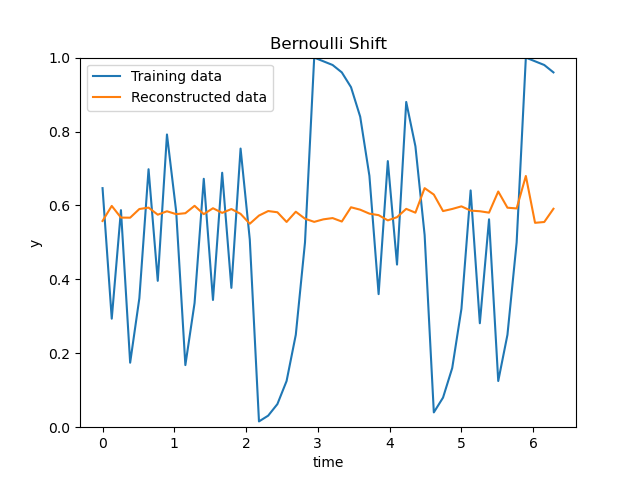 Bernoulli Shift
Training data
Reconstructed data
y
1.0
0.8
0.6
0.4
0.2
0.0
0 1 2 3 4 5 6
time